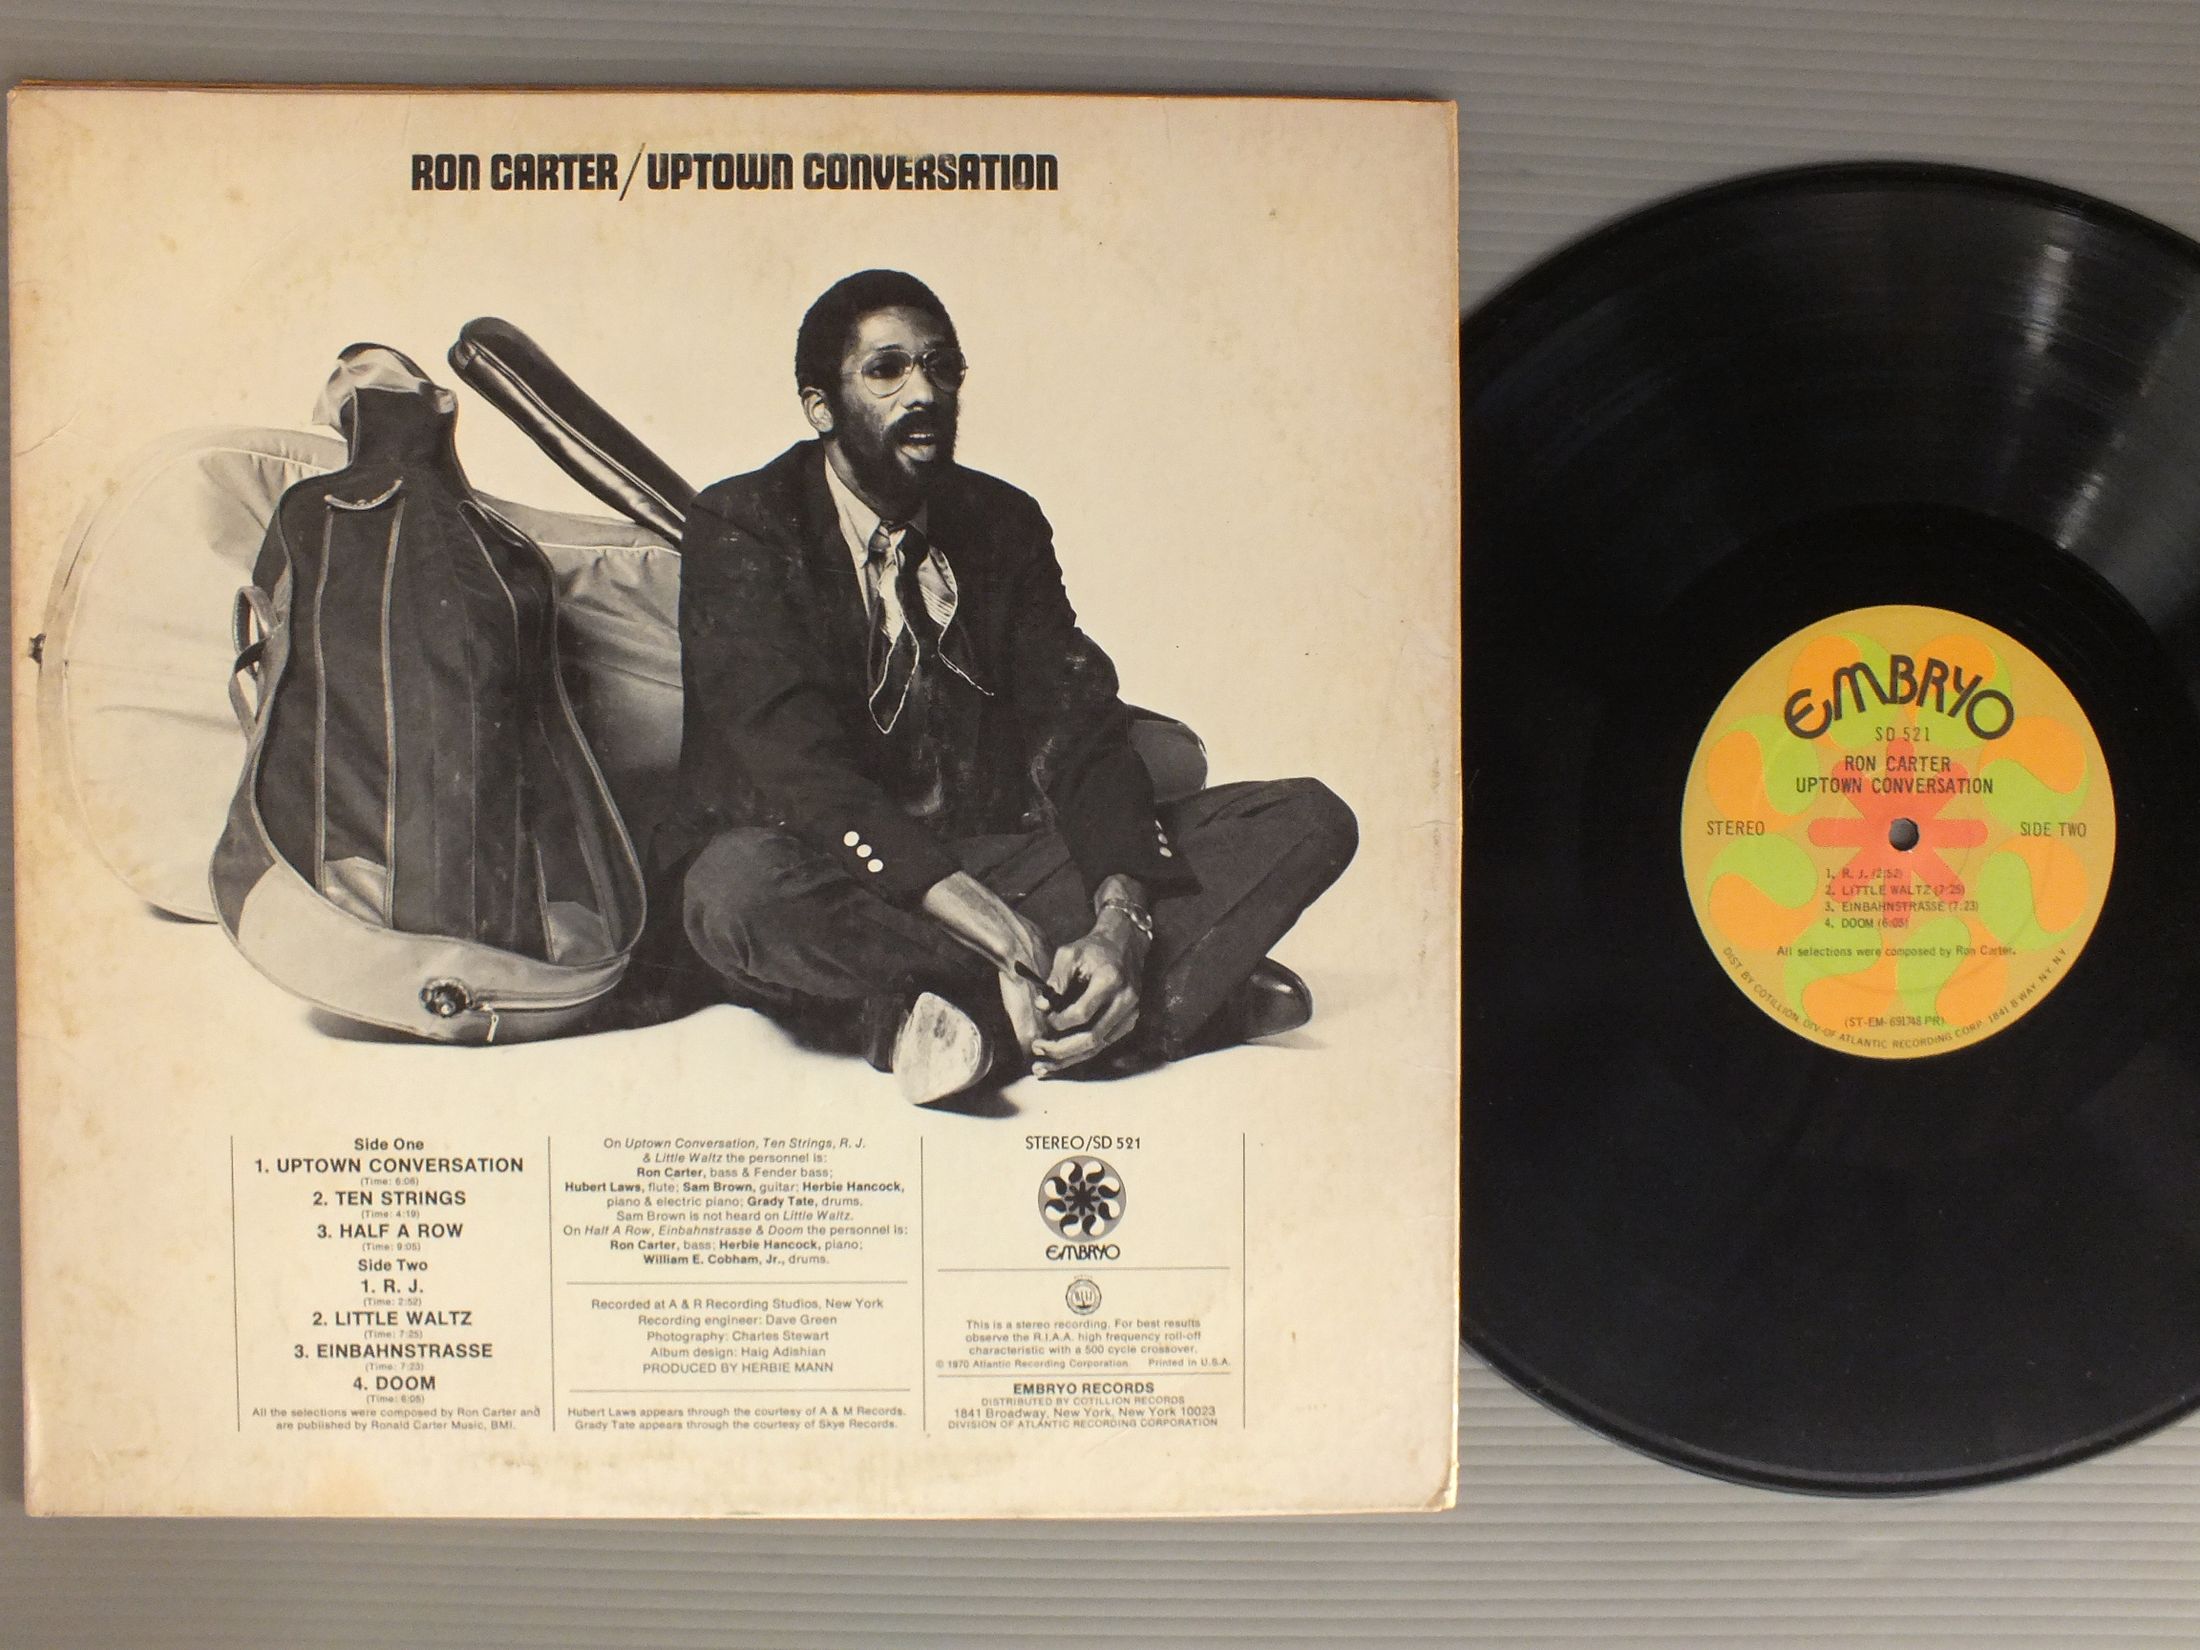 RON CARTER/UPTOWN CONVERSATION
Side One
1. UPTOWN CONVERSATION
(Time: 6:06)
2. TEN STRINGS
(Time: 4:19)
3. HALF A ROW
(Time: 9:05)
Side Two
1. R. J.
(Time: 2:52)
2. LITTLE WALTZ
(Time: 7:25)
3. EINBAHNSTRASSE
(Time: 7:23)
4. DOOM
(Time: 6:05)
All the selections were composed by Ron Carter and
are published by Ronald Carter Music, BMI.
On Uptown Conversation, Ten Strings, R. J.
& Little Waltz the personnel is:
Ron Carter, bass & Fender bass;
Hubert Laws, flute; Sam Brown, guitar; Herbie Hancock,
piano & electric piano; Grady Tate, drums.
Sam Brown is not heard on Little Waltz.
On Half A Row, Einbahnstrasse & Doom the personnel is:
Ron Carter, bass; Herbie Hancock, piano;
William E. Cobham, Jr., drums.
Recorded at A & R Recording Studios, New York
Recording engineer: Dave Green
Photography: Charles Stewart
Album design: Haig Adishian
PRODUCED BY HERBIE MANN
Hubert Laws appears through the courtesy of A & M Records.
Grady Tate appears through the courtesy of Skye Records.
STEREO/SD 521
EMBRYO
This is a stereo recording. For best results
observe the R.I.A.A. high frequency roll-off
characteristic with a 500 cycle crossover.
© 1970 Atlantic Recording Corporation Printed in U.S.A.
EMBRYO RECORDS
DISTRIBUTED BY COTILLION RECORDS
1841 Broadway, New York, New York 10023
DIVISION OF ATLANTIC RECORDING CORPORATION
EMBRYO
SD 521
RON CARTER
UPTOWN CONVERSATION
STEREO SIDE TWO
1. R. J. (2:52)
2. LITTLE WALTZ (7:25)
3. EINBAHNSTRASSE (7:23)
4. DOOM (6:05)
All selections were composed by Ron Carter.
(ST-EM-691748 PR)
DIST BY COTILLION, DIV. OF ATLANTIC RECORDING CORP. 1841 B'WAY, NY, NY